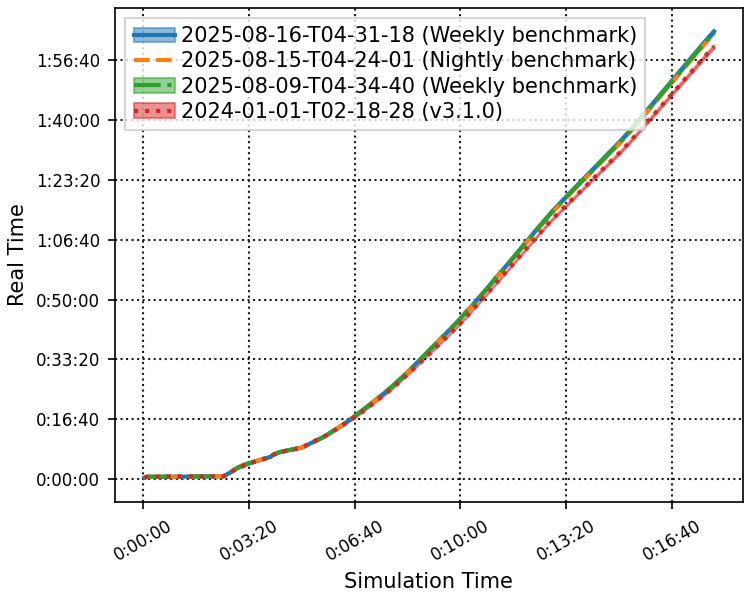 2025-08-16-T04-31-18 (Weekly benchmark)
2025-08-15-T04-24-01 (Nightly benchmark)
2025-08-09-T04-34-40 (Weekly benchmark)
2024-01-01-T02-18-28 (v3.1.0)
1:56:40
1:40:00
1:23:20
1:06:40
0:50:00
0:33:20
0:16:40
0:00:00
Real Time
0:00:00
0:03:20
0:06:40
0:10:00
0:13:20
0:16:40
Simulation Time